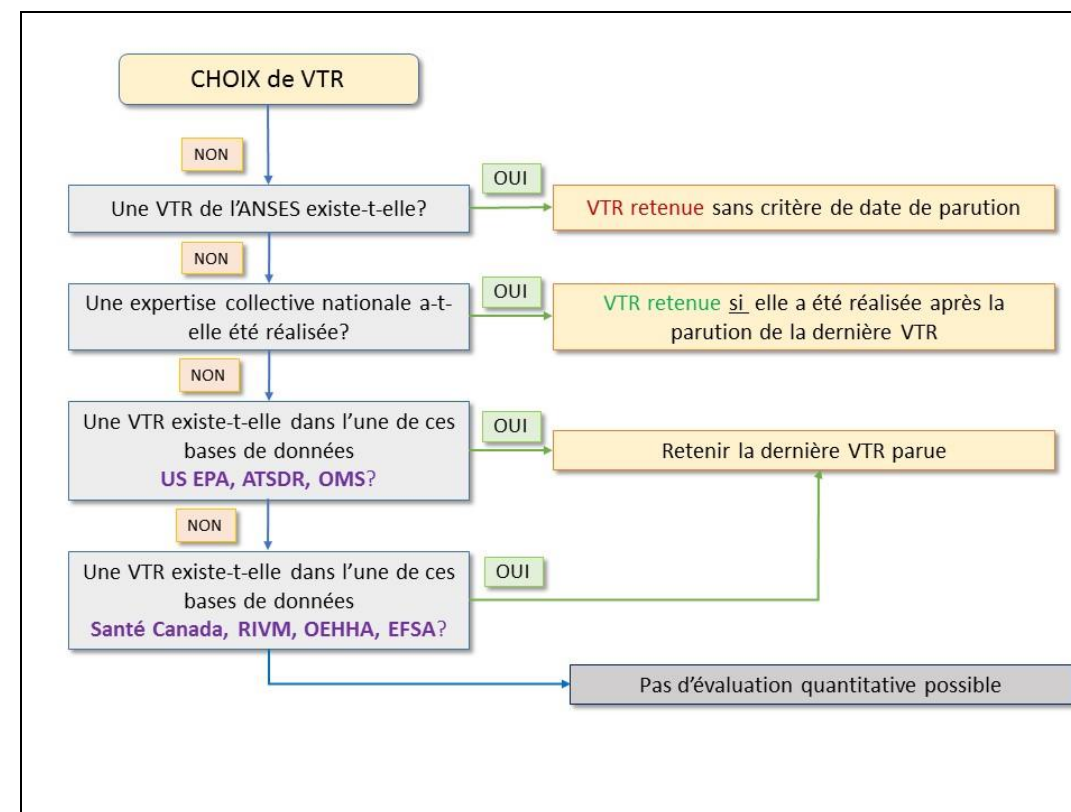 CHOIX de VTR
NON
OUI
Une VTR de l'ANSES existe-t-elle?
VTR retenue sans critère de date de parution
NON
OUI
Une expertise collective nationale a-t-
elle été réalisée?
VTR retenue si elle a été réalisée après la
parution de la dernière VTR
NON
OUI
Une VTR existe-t-elle dans l'une de ces
bases de données
US EPA, ATSDR, OMS?
Retenir la dernière VTR parue
NON
OUI
Une VTR existe-t-elle dans l'une de ces
bases de données
Santé Canada, RIVM, OEHHA, EFSA?
Pas d'évaluation quantitative possible